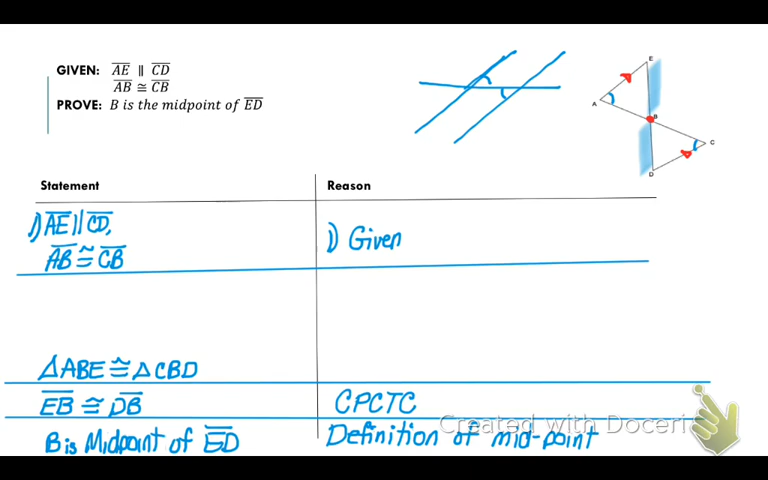 GIVEN: AE ∥ CD
AB ≅ CB
PROVE: B is the midpoint of ED
E
A
B
C
D
Statement Reason
1) AE ∥ CD, 1) Given
AB ≅ CB
△ABE ≅ △CBD
EB ≅ DB CPCTC
Created with Doceri
B is Midpoint of ED Definition of mid-point